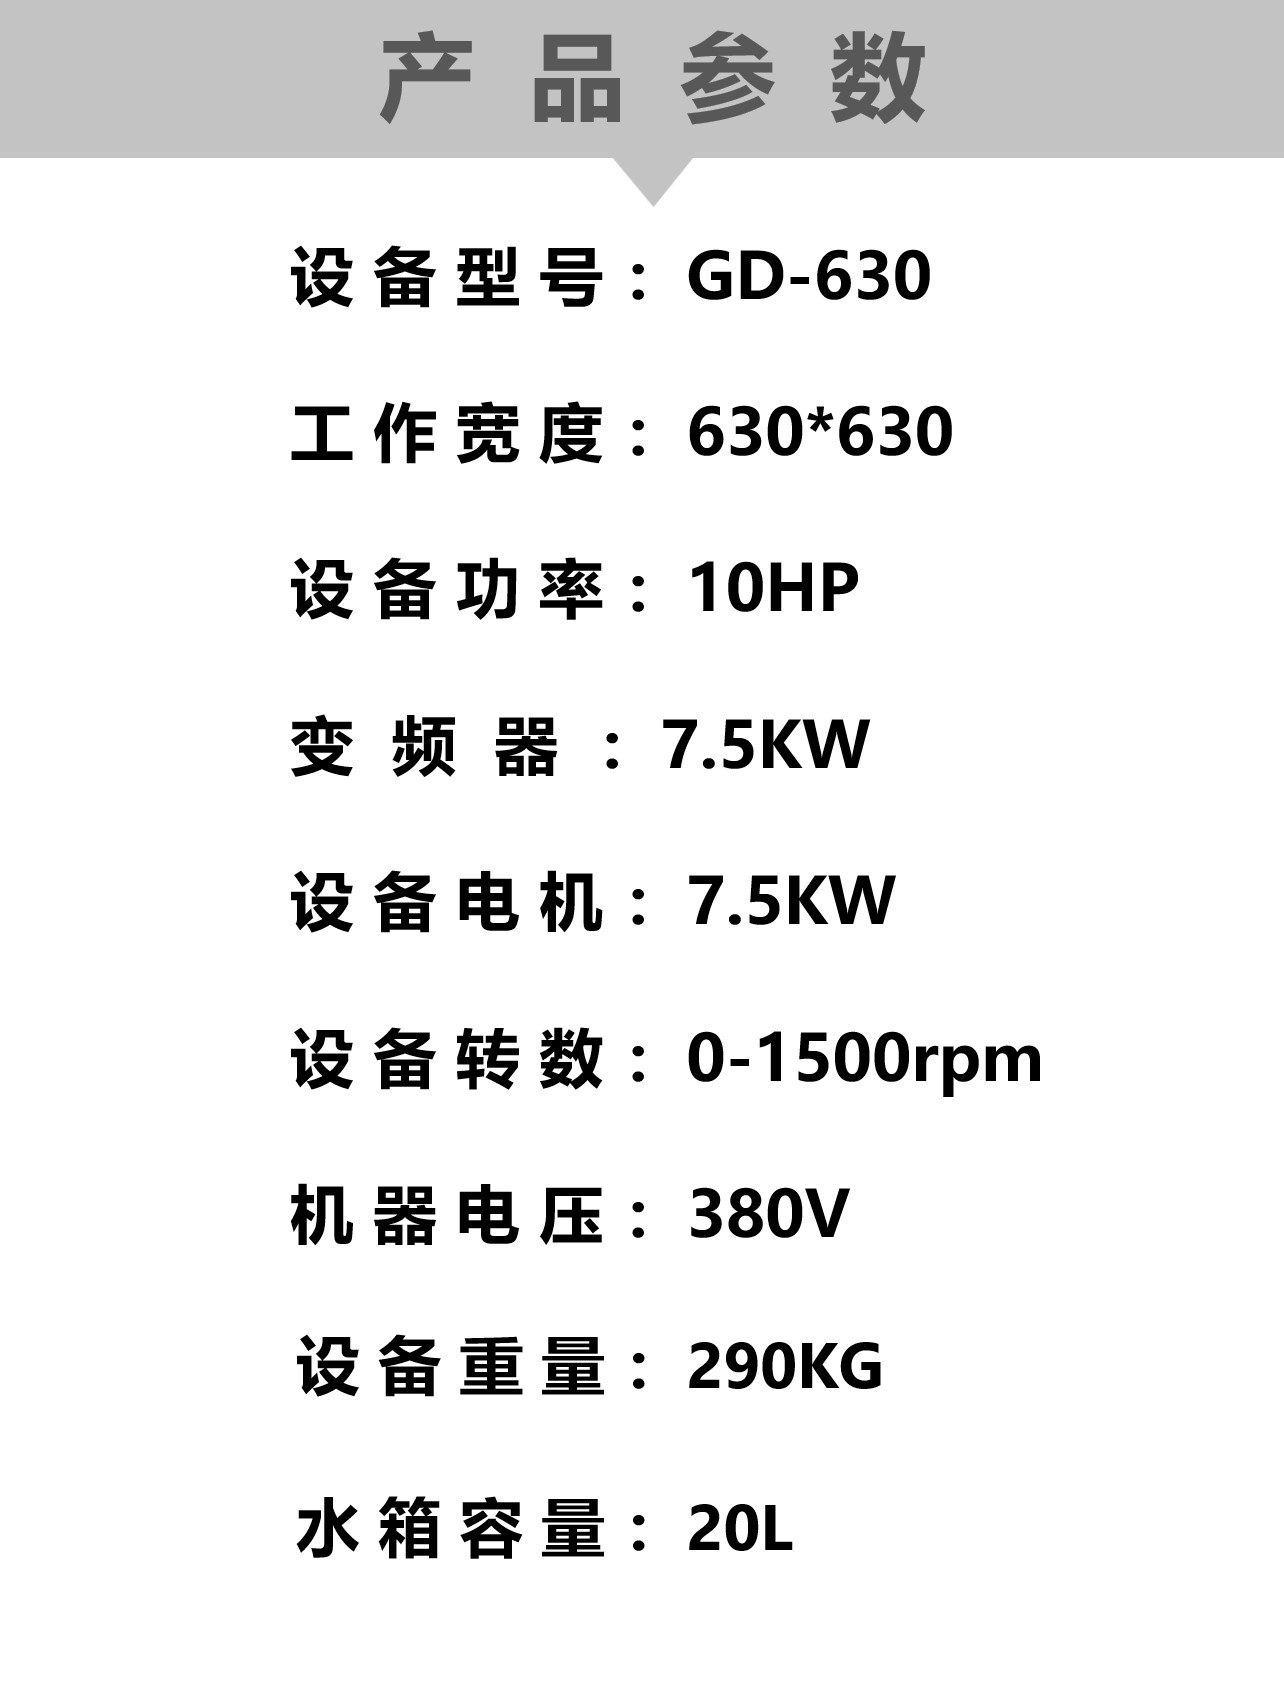 产品参数
设备型号：GD-630
工作宽度：630*630
设备功率：10HP
变频器：7.5KW
设备电机：7.5KW
设备转数：0-1500rpm
机器电压：380V
设备重量：290KG
水箱容量：20L